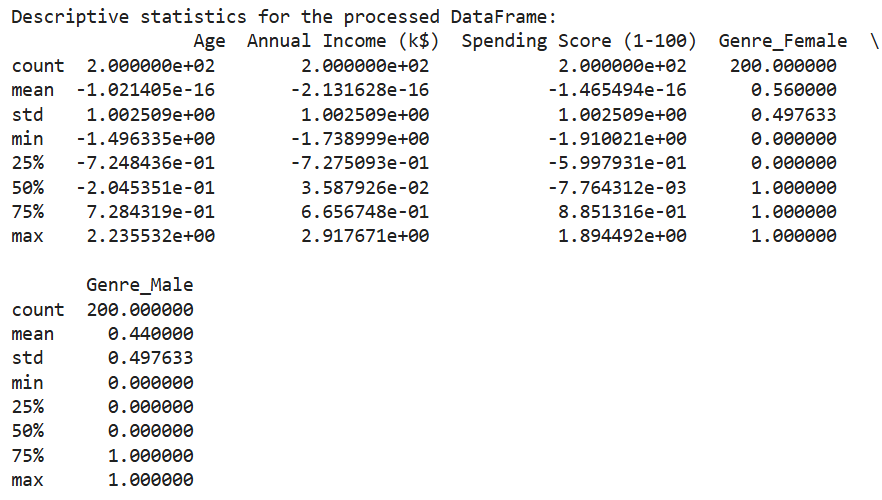 Descriptive statistics for the processed DataFrame:
                 Age  Annual Income (k$)  Spending Score (1-100)  Genre_Female  \
count  2.000000e+02        2.000000e+02            2.000000e+02    200.000000
mean  -1.021405e-16       -2.131628e-16           -1.465494e-16      0.560000
std    1.002509e+00        1.002509e+00            1.002509e+00      0.497633
min   -1.496335e+00       -1.738999e+00           -1.910021e+00      0.000000
25%   -7.248436e-01       -7.275093e-01           -5.997931e-01      0.000000
50%   -2.045351e-01        3.587926e-02           -7.764312e-03      1.000000
75%    7.284319e-01        6.656748e-01            8.851316e-01      1.000000
max    2.235532e+00        2.917671e+00            1.894492e+00      1.000000
       Genre_Male
count  200.000000
mean     0.440000
std      0.497633
min      0.000000
25%      0.000000
50%      0.000000
75%      1.000000
max      1.000000